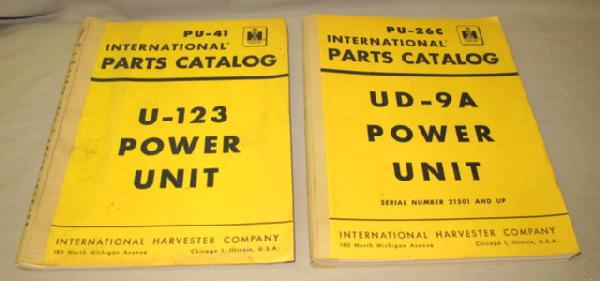 PU-41
INTERNATIONAL
PARTS CATALOG
U-123
POWER
UNIT
INTERNATIONAL HARVESTER COMPANY
180 North Michigan Avenue Chicago 1, Illinois, U.S.A.
PU-26C
INTERNATIONAL
PARTS CATALOG
UD-9A
POWER
UNIT
SERIAL NUMBER 21501 AND UP
INTERNATIONAL HARVESTER COMPANY
180 North Michigan Avenue Chicago 1, Illinois, U.S.A.